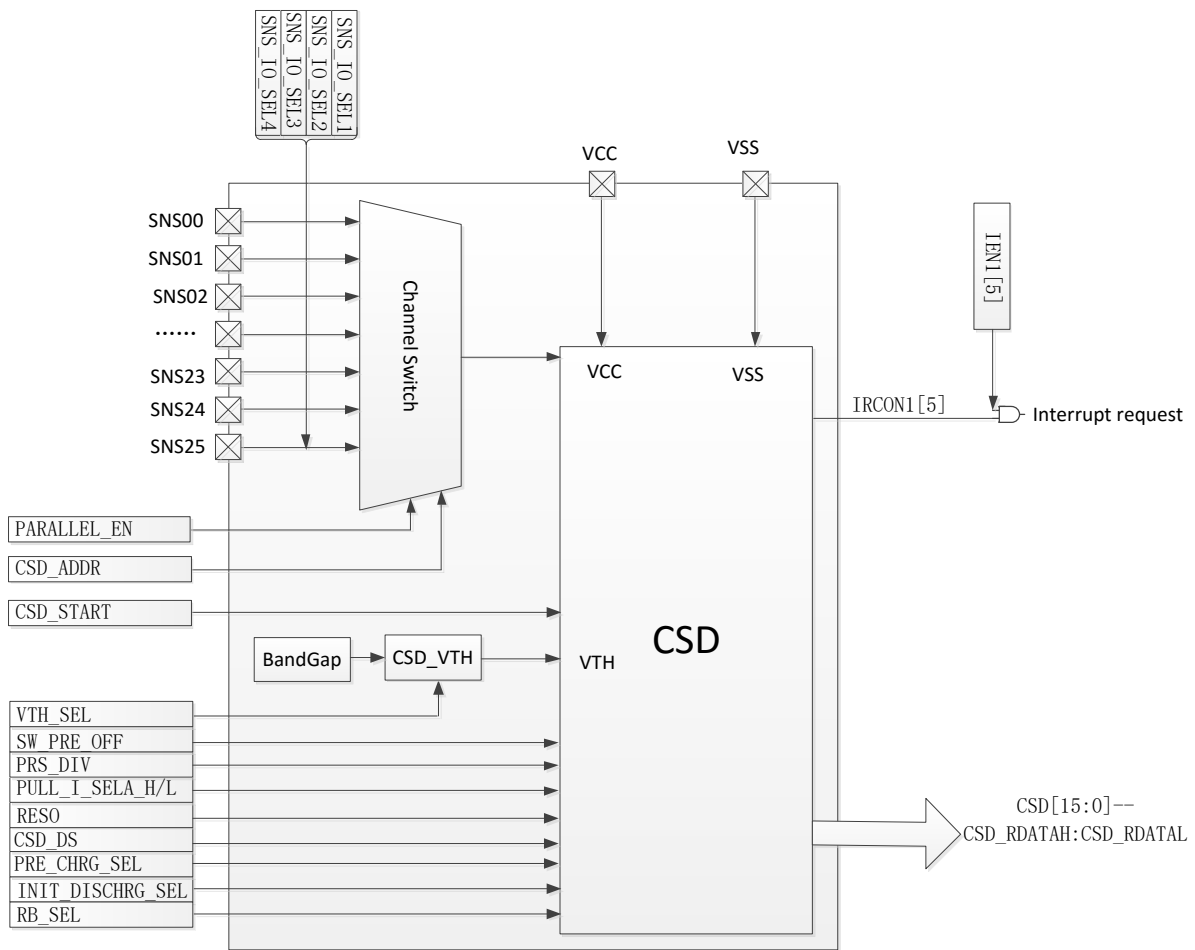 SNS_IO_SEL1
SNS_IO_SEL2
SNS_IO_SEL3
SNS_IO_SEL4
VCC
VSS
SNS00
SNS01
SNS02
......
SNS23
SNS24
SNS25
Channel Switch
IEN1[5]
VCC
VSS
IRCON1[5]
Interrupt request
PARALLEL_EN
CSD_ADDR
CSD_START
CSD
BandGap
CSD_VTH
VTH
VTH_SEL
SW_PRE_OFF
PRS_DIV
PULL_I_SELA_H/L
RESO
CSD_DS
PRE_CHRG_SEL
INIT_DISCHRG_SEL
RB_SEL
CSD[15:0]--
CSD_RDATAH:CSD_RDATAL